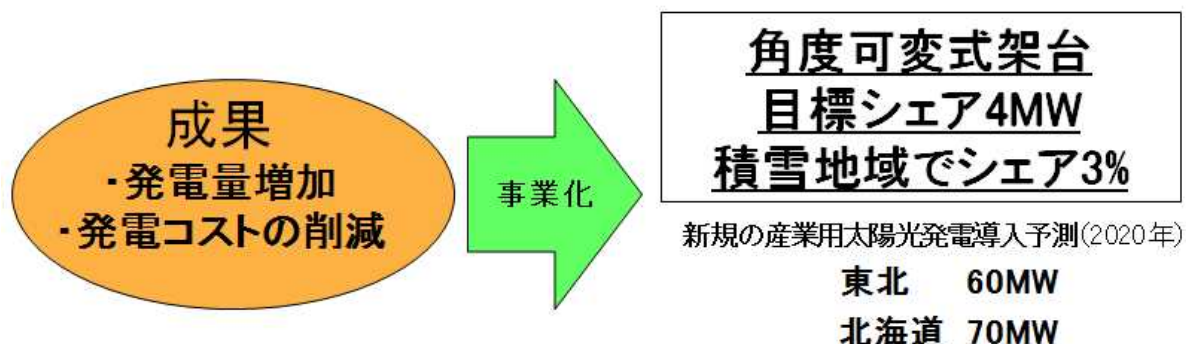 成果
・発電量増加
・発電コストの削減
事業化
角度可変式架台
目標シェア4MW
積雪地域でシェア3%
新規の産業用太陽光発電導入予測(2020年)
東北 60MW
北海道 70MW